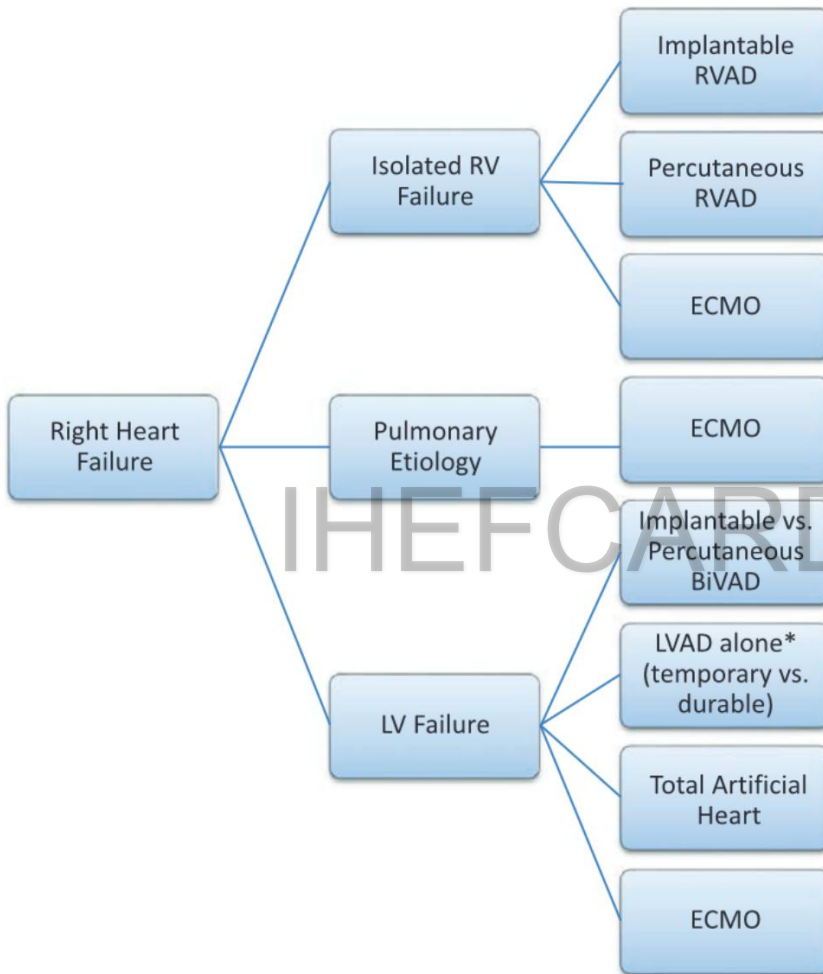 Implantable
RVAD
Isolated RV
Failure
Percutaneous
RVAD
ECMO
Right Heart
Failure
Pulmonary
Etiology
ECMO
IHEFCARD
Implantable vs.
Percutaneous
BiVAD
LVAD alone*
(temporary vs.
durable)
LV Failure
Total Artificial
Heart
ECMO